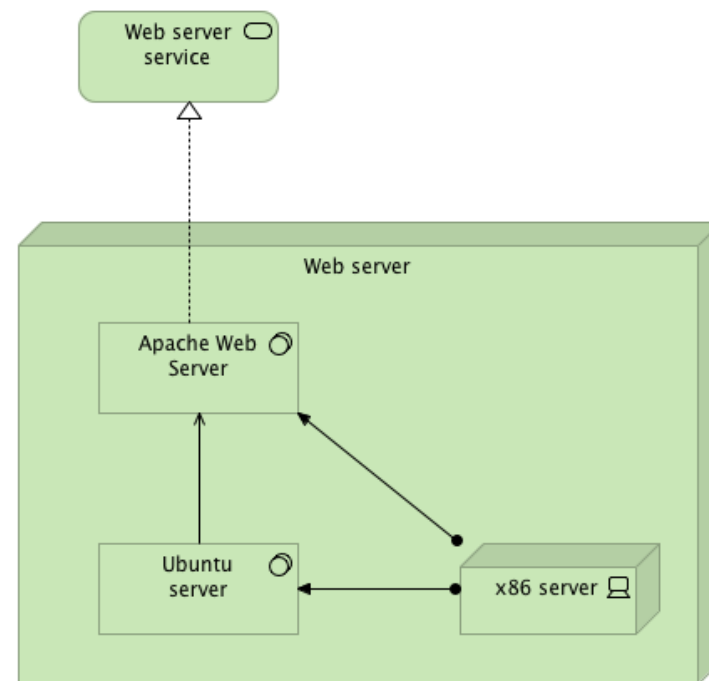 Web server
service
Web server
Apache Web
Server
Ubuntu
server
x86 server